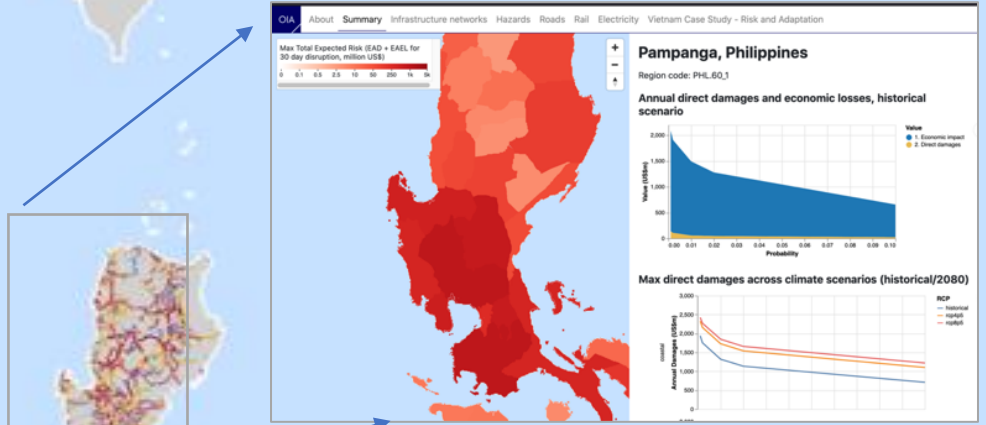 OIA About Summary Infrastructure networks Hazards Roads Rail Electricity Vietnam Case Study - Risk and Adaptation
Max Total Expected Risk (EAD + EAEL for
30 day disruption, million US$)
0 0.1 0.5 2.5 10 50 250 1k 5k
+
−
Pampanga, Philippines
Region code: PHL.60_1
Annual direct damages and economic losses, historical
scenario
Value (US$m)
2,000
1,500
1,000
500
0
0.00 0.01 0.02 0.03 0.04 0.05 0.06 0.07 0.08 0.09 0.10
Probability
Value
1. Economic impact
2. Direct damages
Max direct damages across climate scenarios (historical/2080)
coastal
Annual Damages (US$m)
3,000
2,500
2,000
1,500
1,000
500
0
RCP
historical
rcp4p5
rcp8p5